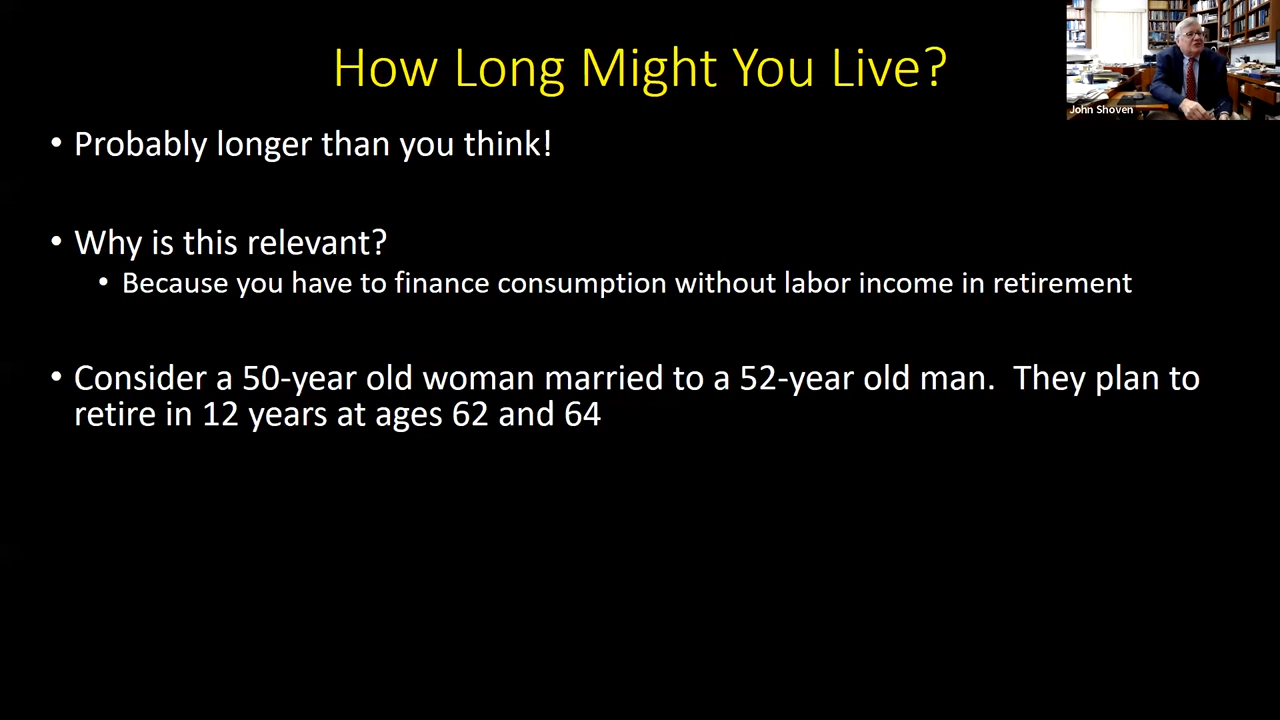 How Long Might You Live?
John Shoven
• Probably longer than you think!
• Why is this relevant?
• Because you have to finance consumption without labor income in retirement
• Consider a 50-year old woman married to a 52-year old man.  They plan to
retire in 12 years at ages 62 and 64